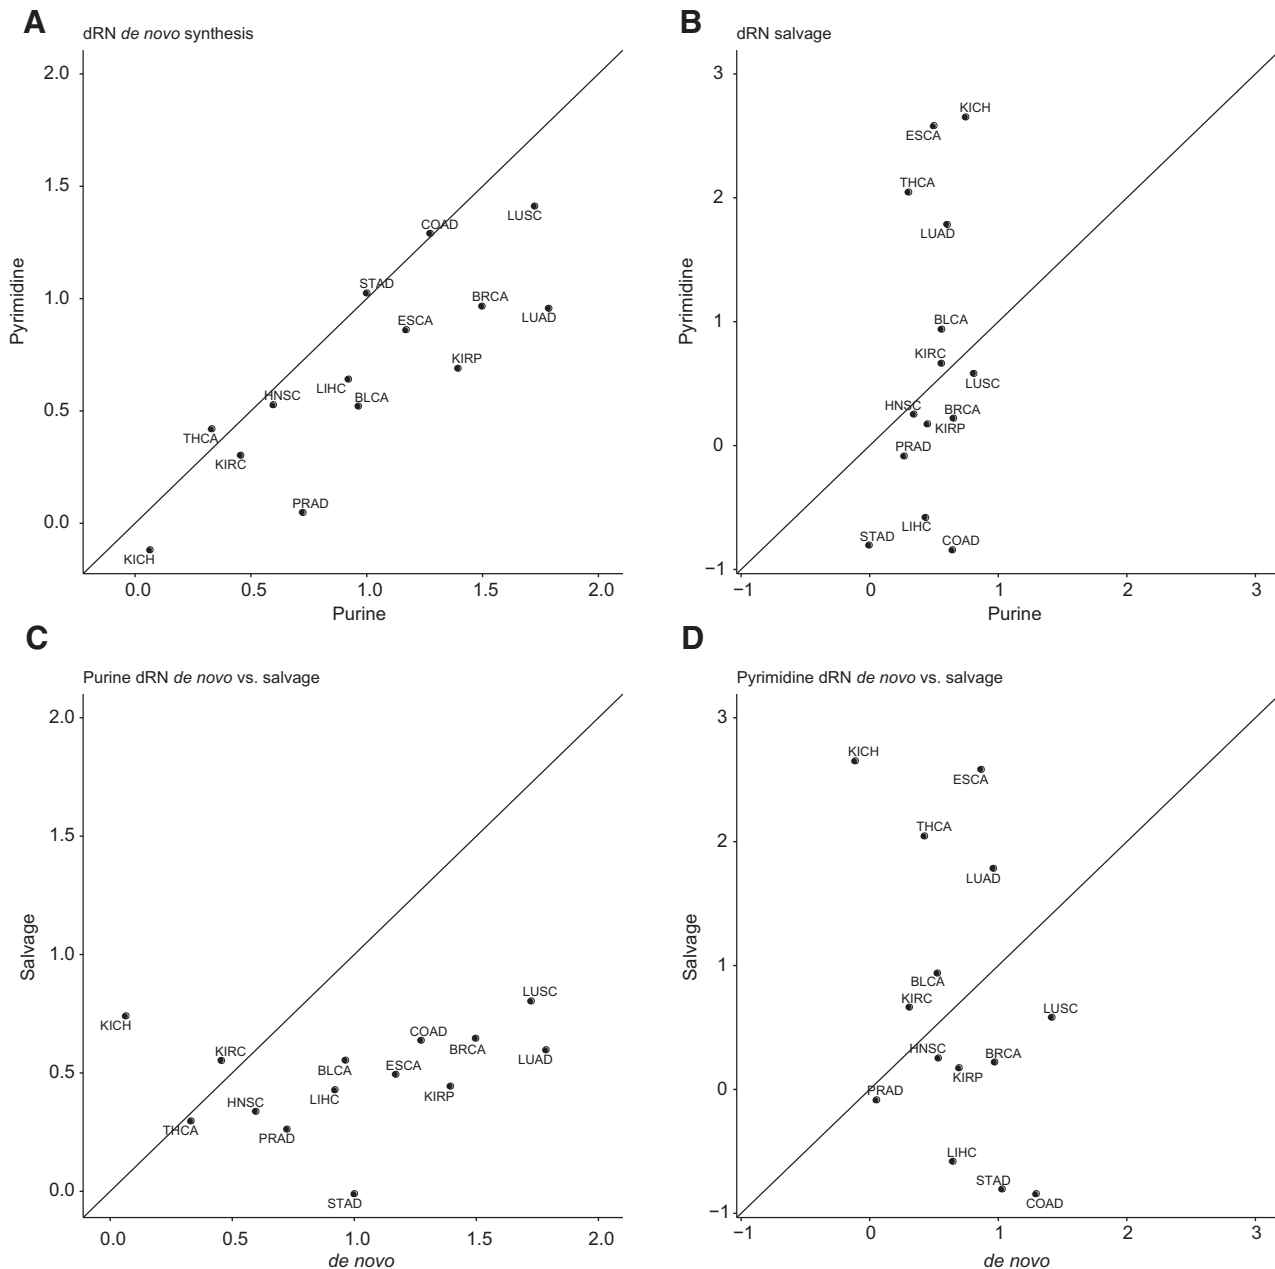 A
dRN de novo synthesis
2.0
1.5
1.0
0.5
0.0
Pyrimidine
LUSC
COAD
STAD
BRCA
LUAD
ESCA
KIRP
LIHC
BLCA
HNSC
THCA
KIRC
PRAD
KICH
0.0 0.5 1.0 1.5 2.0
Purine
B
dRN salvage
3
2
1
0
−1
Pyrimidine
KICH
ESCA
THCA
LUAD
BLCA
KIRC
LUSC
HNSC
BRCA
KIRP
PRAD
LIHC
STAD
COAD
−1 0 1 2 3
Purine
C
Purine dRN de novo vs. salvage
2.0
1.5
1.0
0.5
0.0
Salvage
LUSC
KICH
COAD
BRCA
KIRC
LUAD
BLCA
ESCA
KIRP
LIHC
HNSC
THCA
PRAD
STAD
0.0 0.5 1.0 1.5 2.0
de novo
D
Pyrimidine dRN de novo vs. salvage
3
2
1
0
−1
Salvage
KICH
ESCA
THCA
LUAD
BLCA
KIRC
LUSC
HNSC
BRCA
KIRP
PRAD
LIHC
STAD
COAD
−1 0 1 2 3
de novo